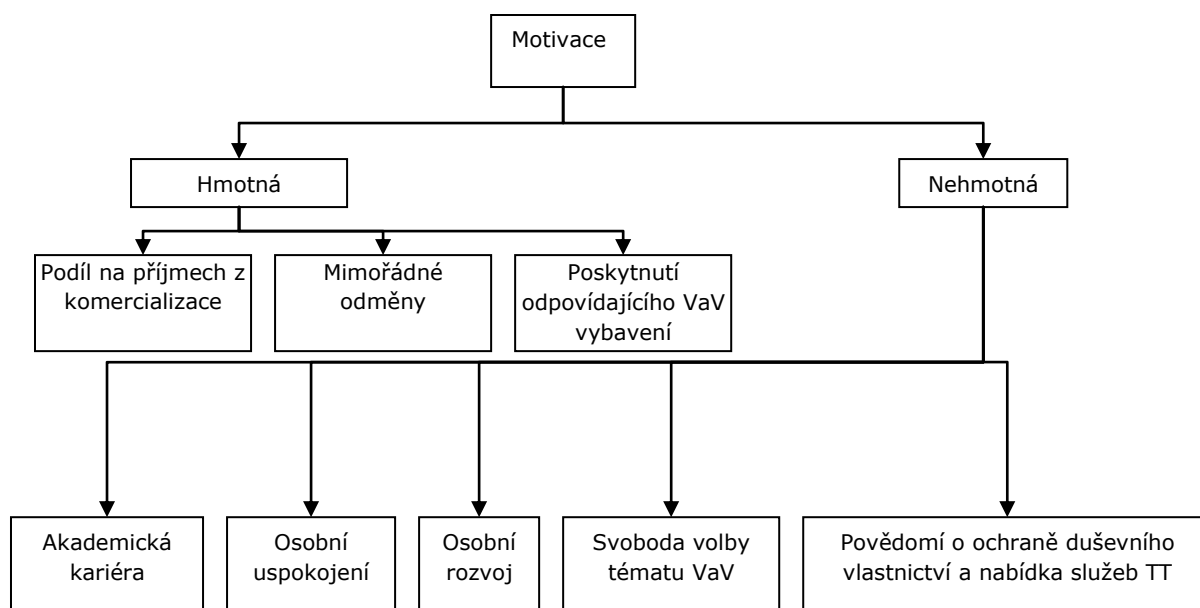 Motivace
Hmotná
Nehmotná
Podíl na příjmech z
komercializace
Mimořádné
odměny
Poskytnutí
odpovídajícího VaV
vybavení
Akademická
kariéra
Osobní
uspokojení
Osobní
rozvoj
Svoboda volby
tématu VaV
Povědomí o ochraně duševního
vlastnictví a nabídka služeb TT